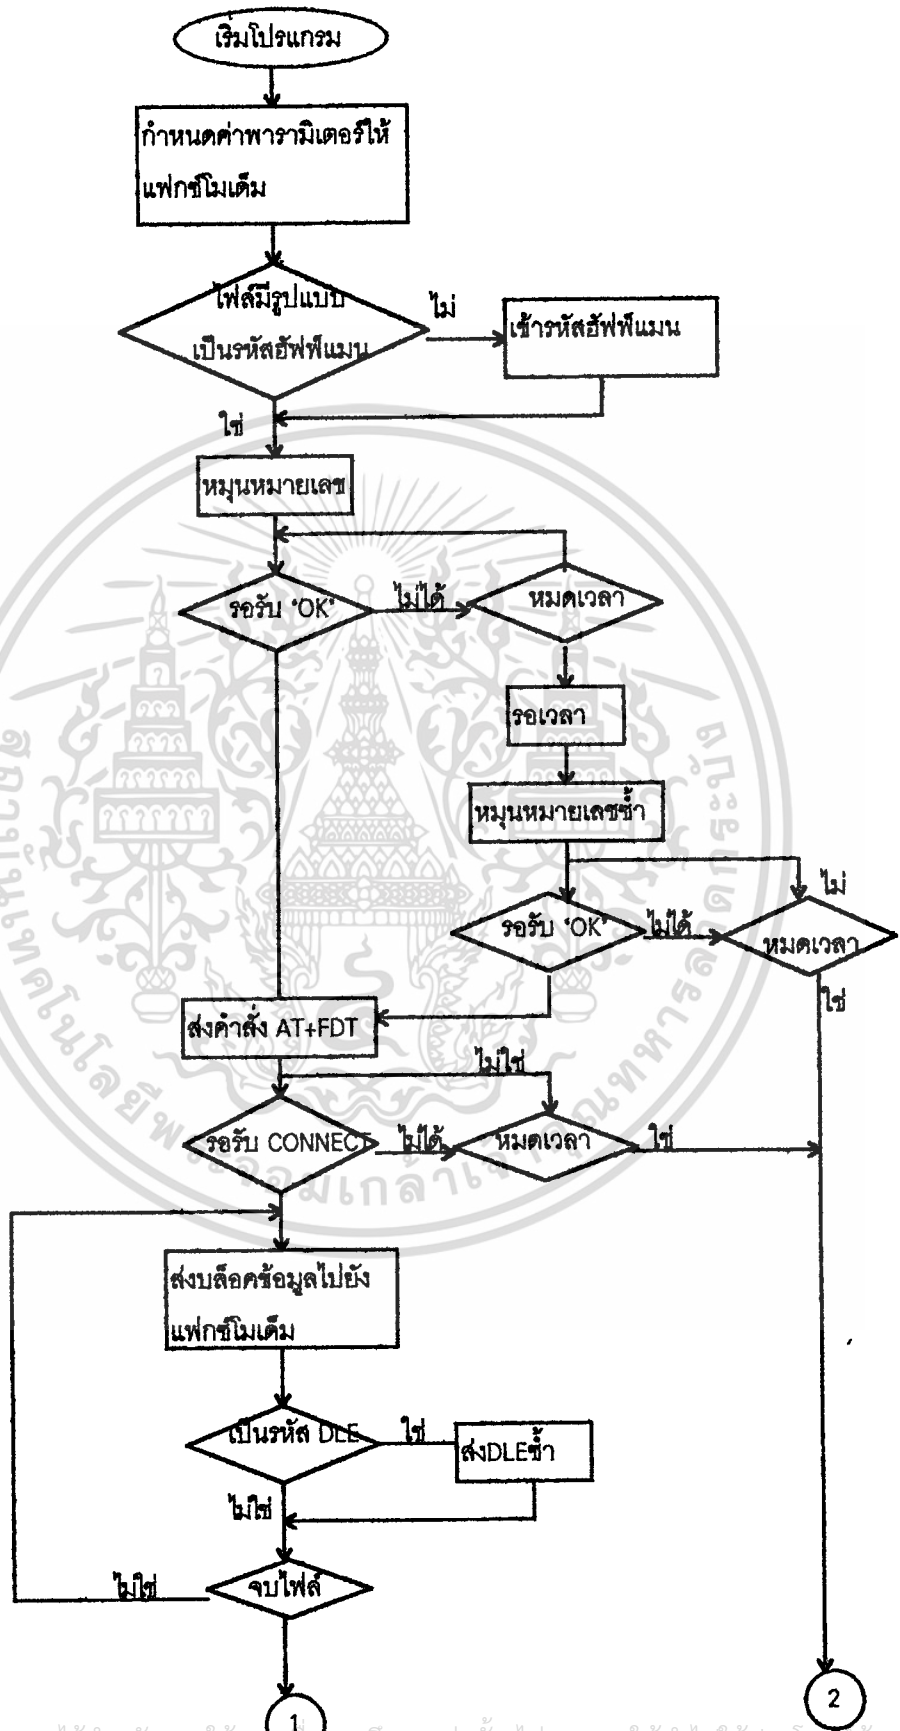 เริ่มโปรแกรม
กำหนดค่าพารามิเตอร์ให้
แฟกซ์โมเด็ม
ไฟล์มีรูปแบบ
เป็นรหัสฮัฟฟ์แมน
ไม่
เข้ารหัสฮัฟฟ์แมน
ใช่
หมุนหมายเลข
รอรับ 'OK'
ไม่ได้
หมดเวลา
รอเวลา
หมุนหมายเลขซ้ำ
รอรับ 'OK'
ไม่ได้
ไม่
หมดเวลา
ใช่
ส่งคำสั่ง AT+FDT
ไม่ใช่
รอรับ CONNECT
ไม่ได้
หมดเวลา
ใช่
ส่งบล็อคข้อมูลไปยัง
แฟกซ์โมเด็ม
เป็นรหัส DLE
ใช่
ส่งDLEซ้ำ
ไม่ใช่
จบไฟล์
ไม่ใช่
1
2